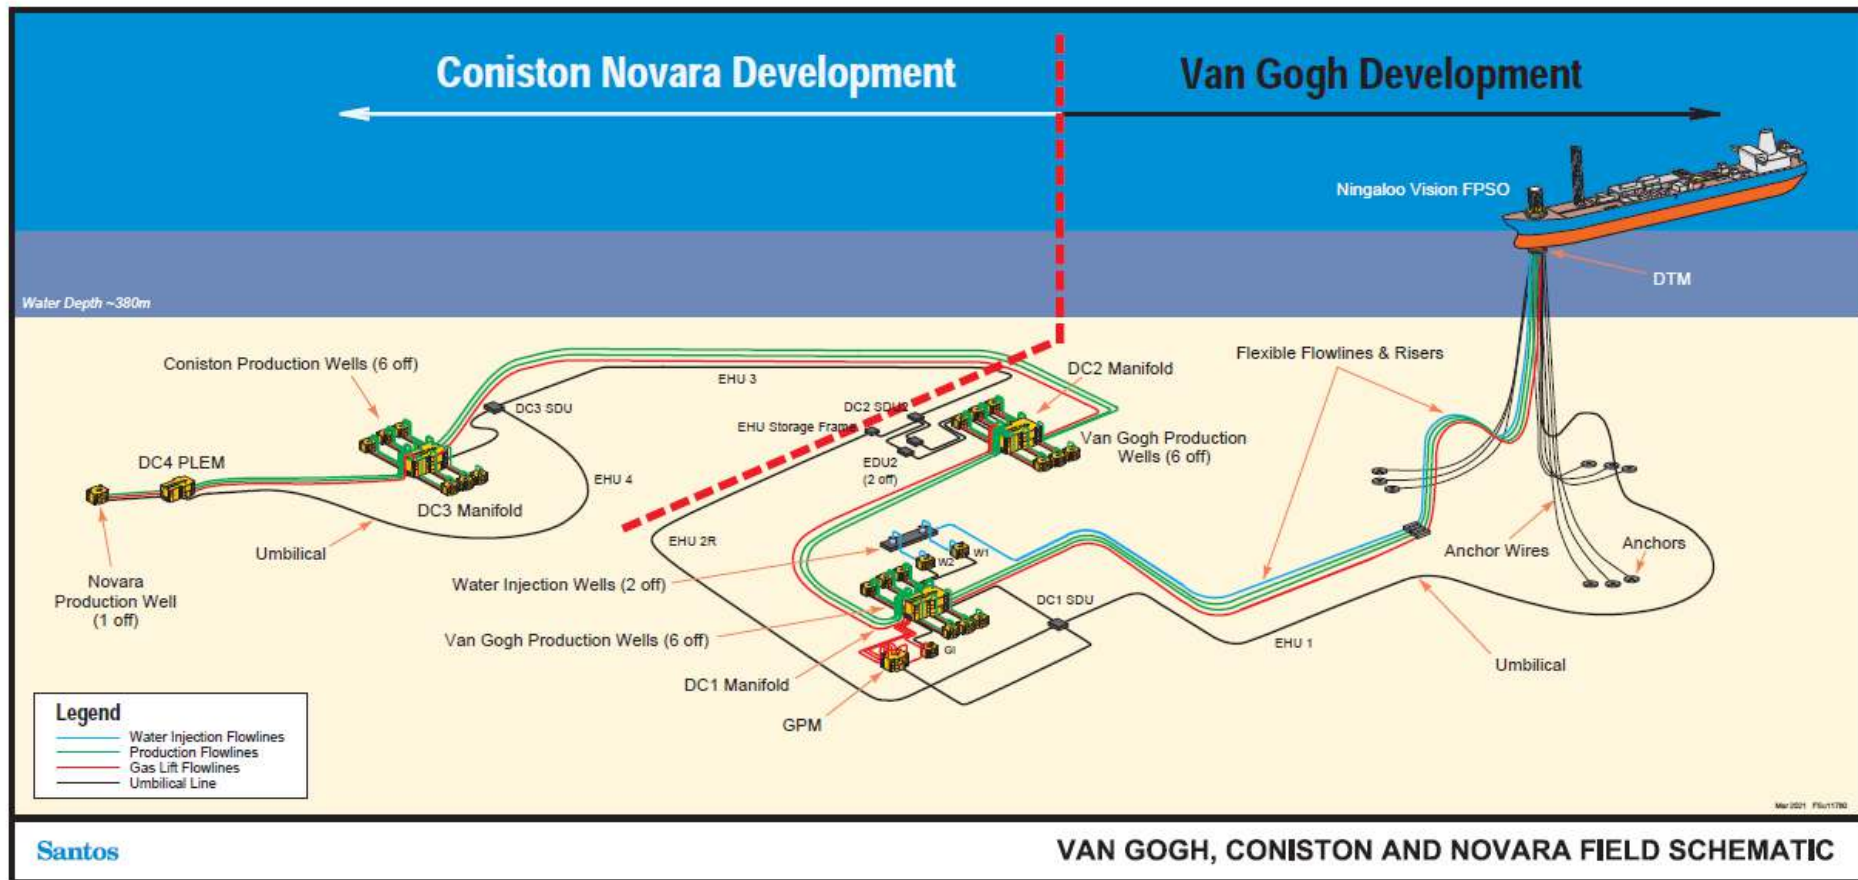 Coniston Novara Development
Van Gogh Development
Ningaloo Vision FPSO
DTM
Water Depth ~380m
Coniston Production Wells (6 off)
EHU 3
DC3 SDU
DC2 SDU2
EHU Storage Frame
DC2 Manifold
Flexible Flowlines & Risers
Van Gogh Production
Wells (6 off)
EDU2
(2 off)
DC4 PLEM
EHU 4
DC3 Manifold
Umbilical
EHU 2R
Novara
Production Well
(1 off)
Water Injection Wells (2 off)
W2
W1
Anchor Wires
Anchors
DC1 SDU
Van Gogh Production Wells (6 off)
GI
EHU 1
Umbilical
DC1 Manifold
GPM
Legend
Water Injection Flowlines
Production Flowlines
Gas Lift Flowlines
Umbilical Line
Mar 2021
Santos
VAN GOGH, CONISTON AND NOVARA FIELD SCHEMATIC